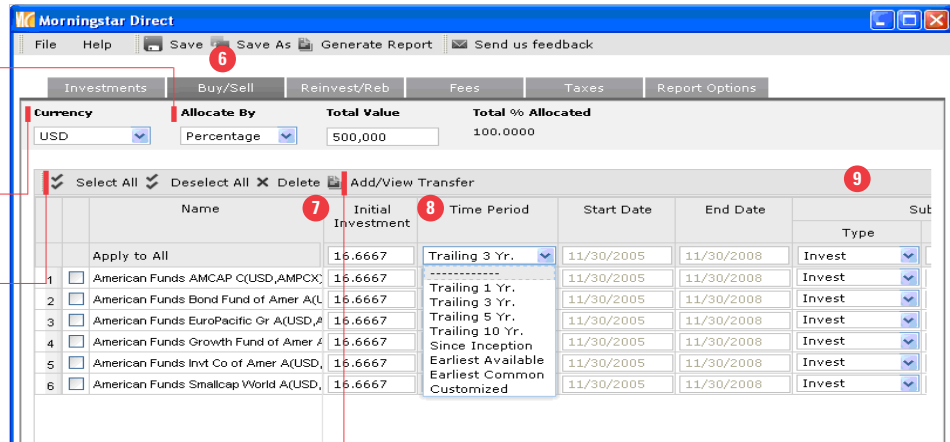 Morningstar Direct
File Help Save Save As Generate Report Send us feedback
6
Investments Buy/Sell Reinvest/Reb Fees Taxes Report Options
Currency Allocate By Total Value Total % Allocated
USD Percentage 500,000 100.0000
Select All Deselect All Delete Add/View Transfer 9
Name 7 Initial Investment 8 Time Period Start Date End Date Sub
Type
Apply to All 16.6667 Trailing 3 Yr. 11/30/2005 11/30/2008 Invest
1 American Funds AMCAP C(USD,AMPCX) 16.6667 11/30/2005 11/30/2008 Invest
2 American Funds Bond Fund of Amer A(U 16.6667 11/30/2005 11/30/2008 Invest
3 American Funds EuroPacific Gr A(USD,A 16.6667 11/30/2005 11/30/2008 Invest
4 American Funds Growth Fund of Amer A 16.6667 11/30/2005 11/30/2008 Invest
5 American Funds Invt Co of Amer A(USD, 16.6667 11/30/2005 11/30/2008 Invest
6 American Funds Smallcap World A(USD, 16.6667 11/30/2005 11/30/2008 Invest
------------
Trailing 1 Yr.
Trailing 3 Yr.
Trailing 5 Yr.
Trailing 10 Yr.
Since Inception
Earliest Available
Earliest Common
Customized